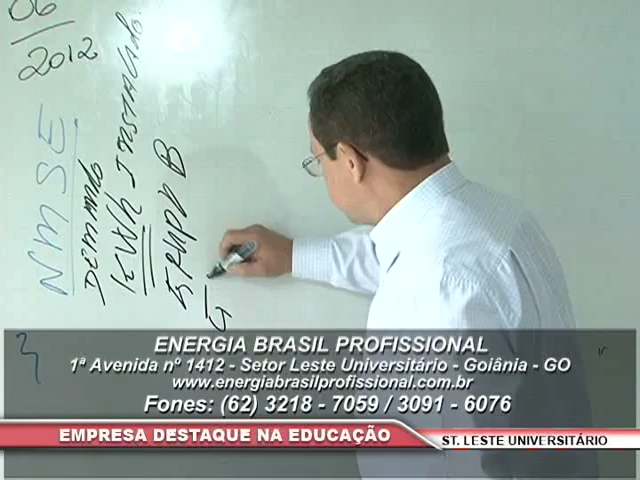 06
2012
NMSE
DEMANDA
KWh INSTALADO
GRUPO B
G
ENERGIA BRASIL PROFISSIONAL
1ª Avenida nº 1412 - Setor Leste Universitário - Goiânia - GO
www.energiabrasilprofissional.com.br
Fones: (62) 3218 - 7059 / 3091 - 6076
EMPRESA DESTAQUE NA EDUCAÇÃO
ST. LESTE UNIVERSITÁRIO